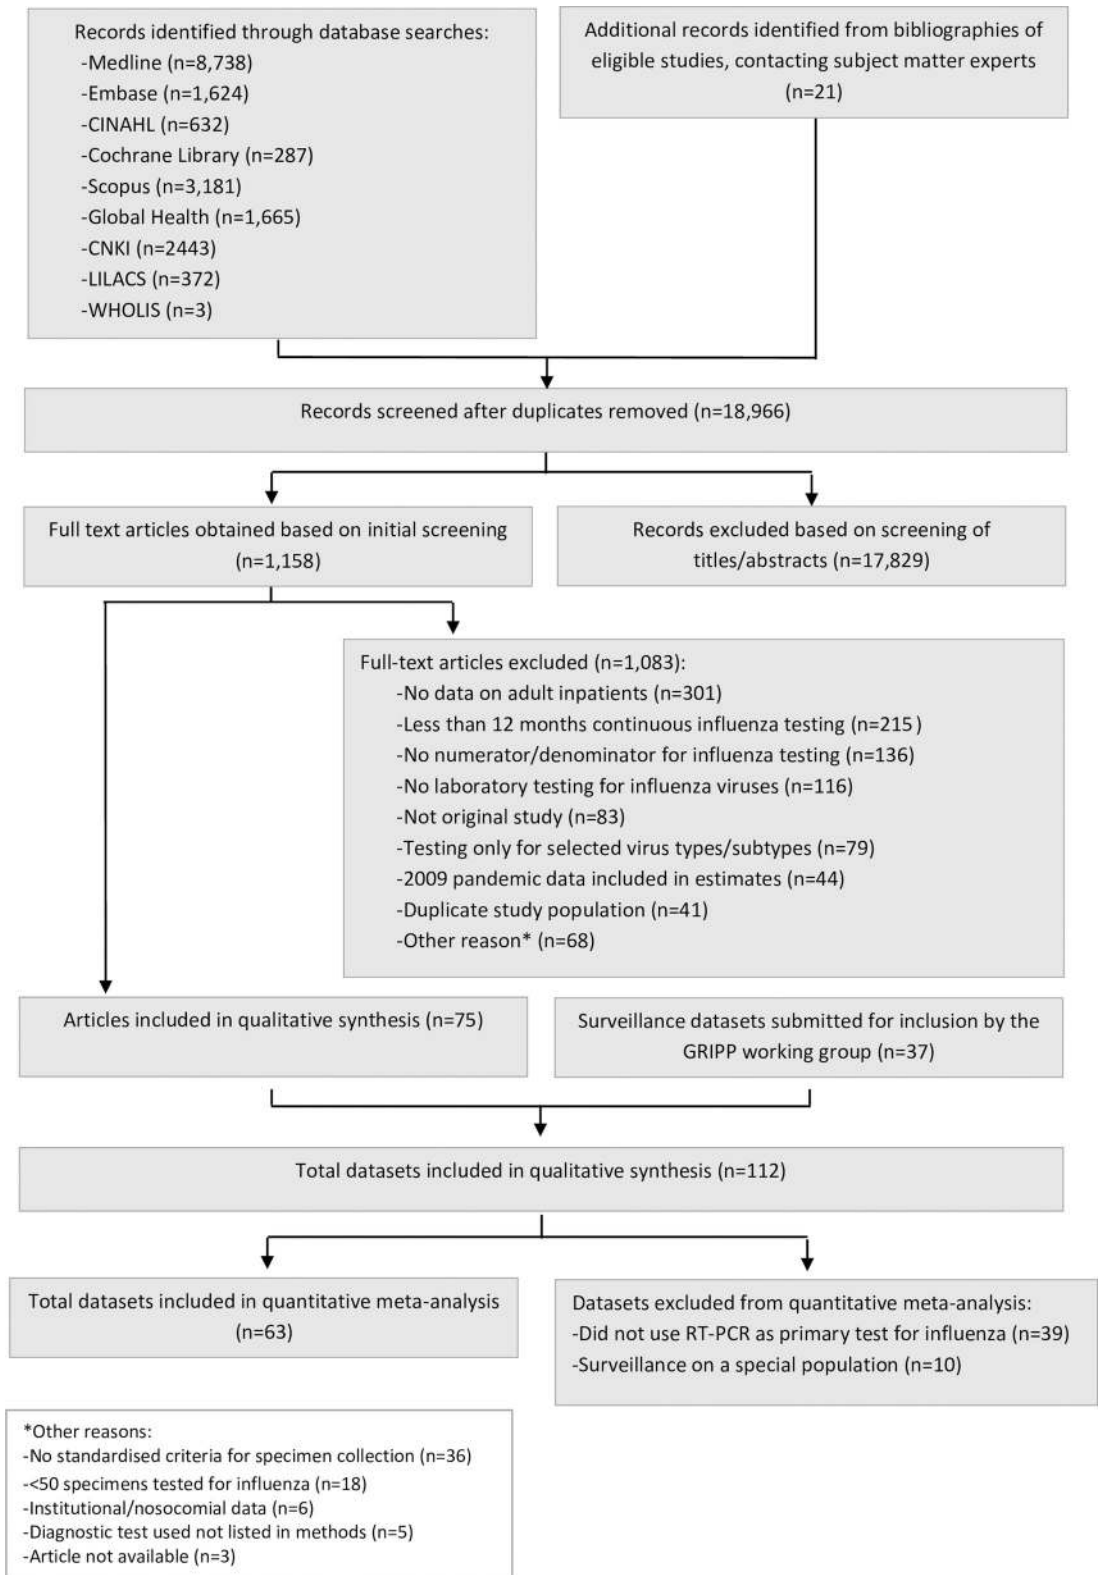 Records identified through database searches:
-Medline (n=8,738)
-Embase (n=1,624)
-CINAHL (n=632)
-Cochrane Library (n=287)
-Scopus (n=3,181)
-Global Health (n=1,665)
-CNKI (n=2443)
-LILACS (n=372)
-WHOLIS (n=3)
Additional records identified from bibliographies of
eligible studies, contacting subject matter experts
(n=21)
Records screened after duplicates removed (n=18,966)
Full text articles obtained based on initial screening
(n=1,158)
Records excluded based on screening of
titles/abstracts (n=17,829)
Full-text articles excluded (n=1,083):
-No data on adult inpatients (n=301)
-Less than 12 months continuous influenza testing (n=215)
-No numerator/denominator for influenza testing (n=136)
-No laboratory testing for influenza viruses (n=116)
-Not original study (n=83)
-Testing only for selected virus types/subtypes (n=79)
-2009 pandemic data included in estimates (n=44)
-Duplicate study population (n=41)
-Other reason* (n=68)
Articles included in qualitative synthesis (n=75)
Surveillance datasets submitted for inclusion by the
GRIPP working group (n=37)
Total datasets included in qualitative synthesis (n=112)
Total datasets included in quantitative meta-analysis
(n=63)
Datasets excluded from quantitative meta-analysis:
-Did not use RT-PCR as primary test for influenza (n=39)
-Surveillance on a special population (n=10)
*Other reasons:
-No standardised criteria for specimen collection (n=36)
-<50 specimens tested for influenza (n=18)
-Institutional/nosocomial data (n=6)
-Diagnostic test used not listed in methods (n=5)
-Article not available (n=3)